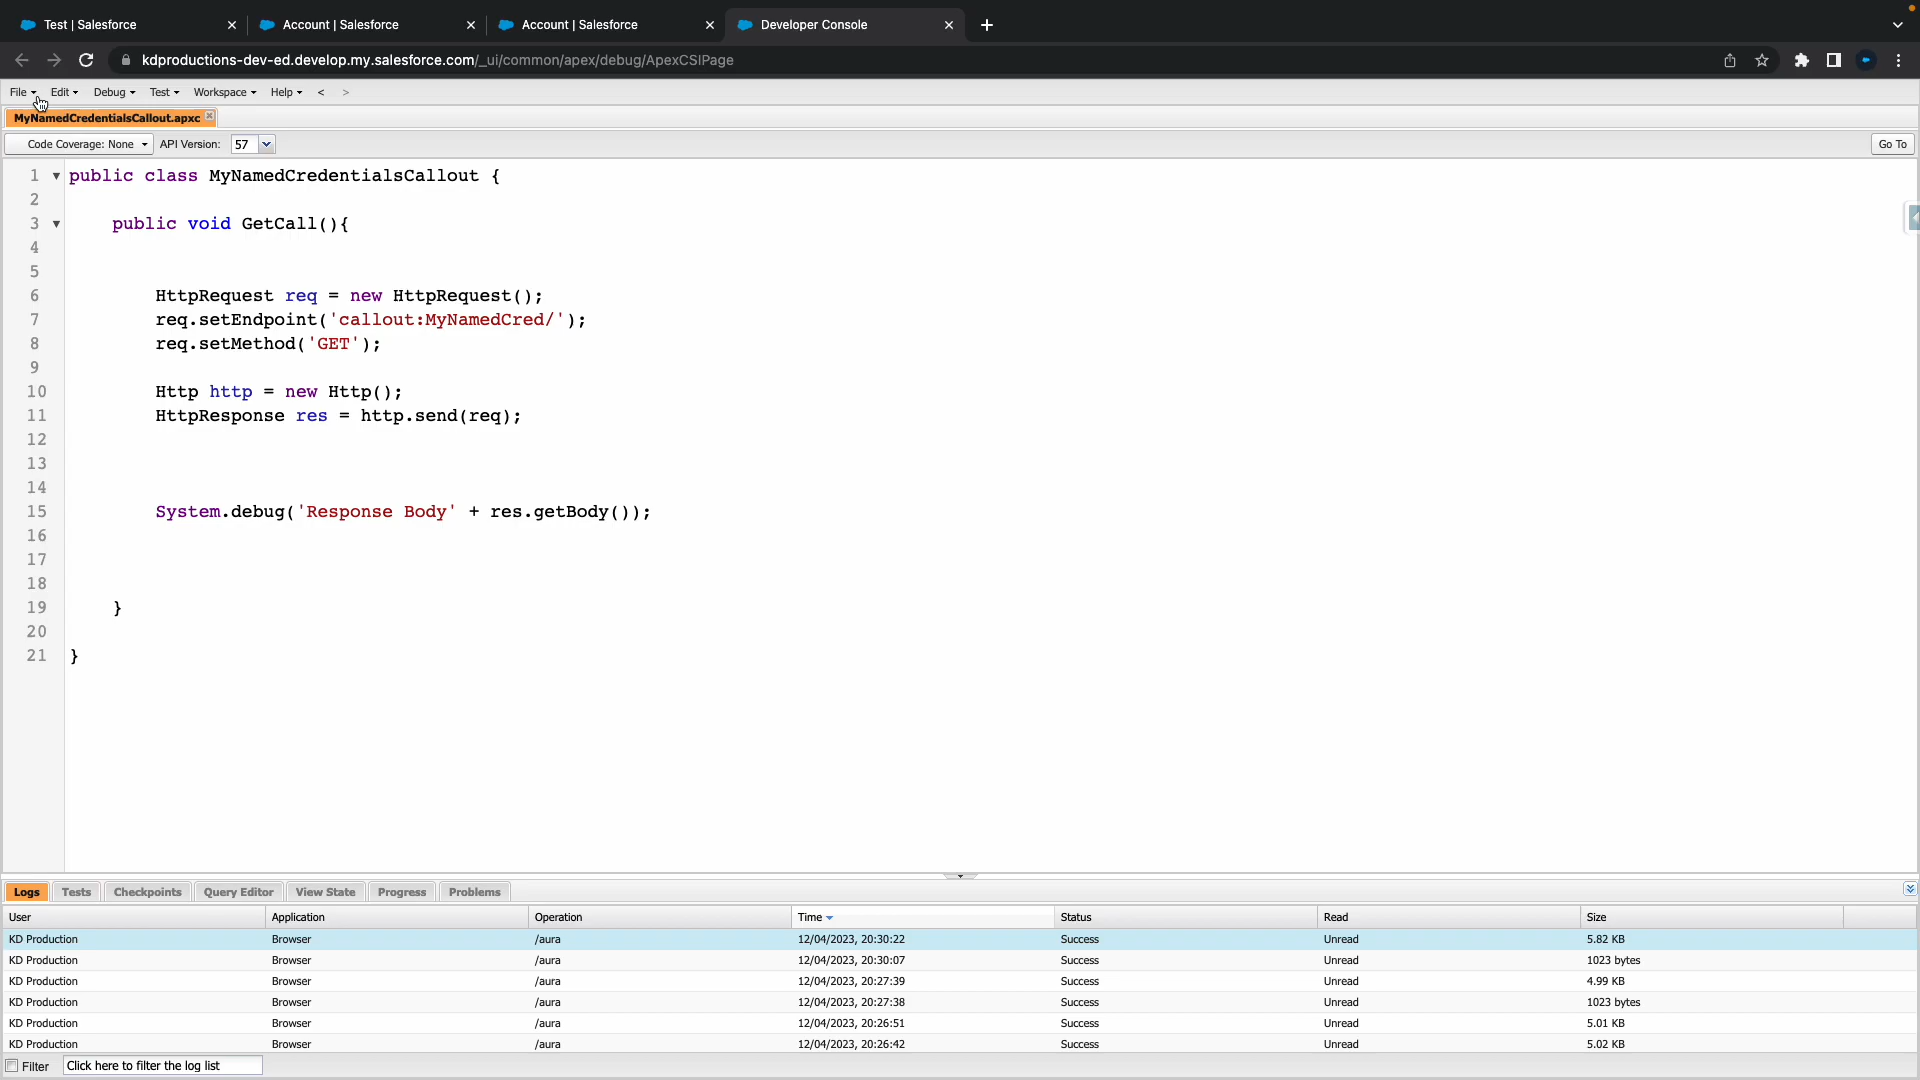 Test | Salesforce
Account | Salesforce
Account | Salesforce
Developer Console
kdproductions-dev-ed.develop.my.salesforce.com/_ui/common/apex/debug/ApexCSIPage
File Edit Debug Test Workspace Help < >
MyNamedCredentialsCallout.apxc
Code Coverage: None API Version: 57 Go To
1 public class MyNamedCredentialsCallout {
2
3 public void GetCall(){
4
5
6 HttpRequest req = new HttpRequest();
7 req.setEndpoint('callout:MyNamedCred/');
8 req.setMethod('GET');
9
10 Http http = new Http();
11 HttpResponse res = http.send(req);
12
13
14
15 System.debug('Response Body' + res.getBody());
16
17
18
19 }
20
21 }
Logs Tests Checkpoints Query Editor View State Progress Problems
User Application Operation Time Status Read Size
KD Production Browser /aura 12/04/2023, 20:30:22 Success Unread 5.82 KB
KD Production Browser /aura 12/04/2023, 20:30:07 Success Unread 1023 bytes
KD Production Browser /aura 12/04/2023, 20:27:39 Success Unread 4.99 KB
KD Production Browser /aura 12/04/2023, 20:27:38 Success Unread 1023 bytes
KD Production Browser /aura 12/04/2023, 20:26:51 Success Unread 5.01 KB
KD Production Browser /aura 12/04/2023, 20:26:42 Success Unread 5.02 KB
Filter Click here to filter the log list